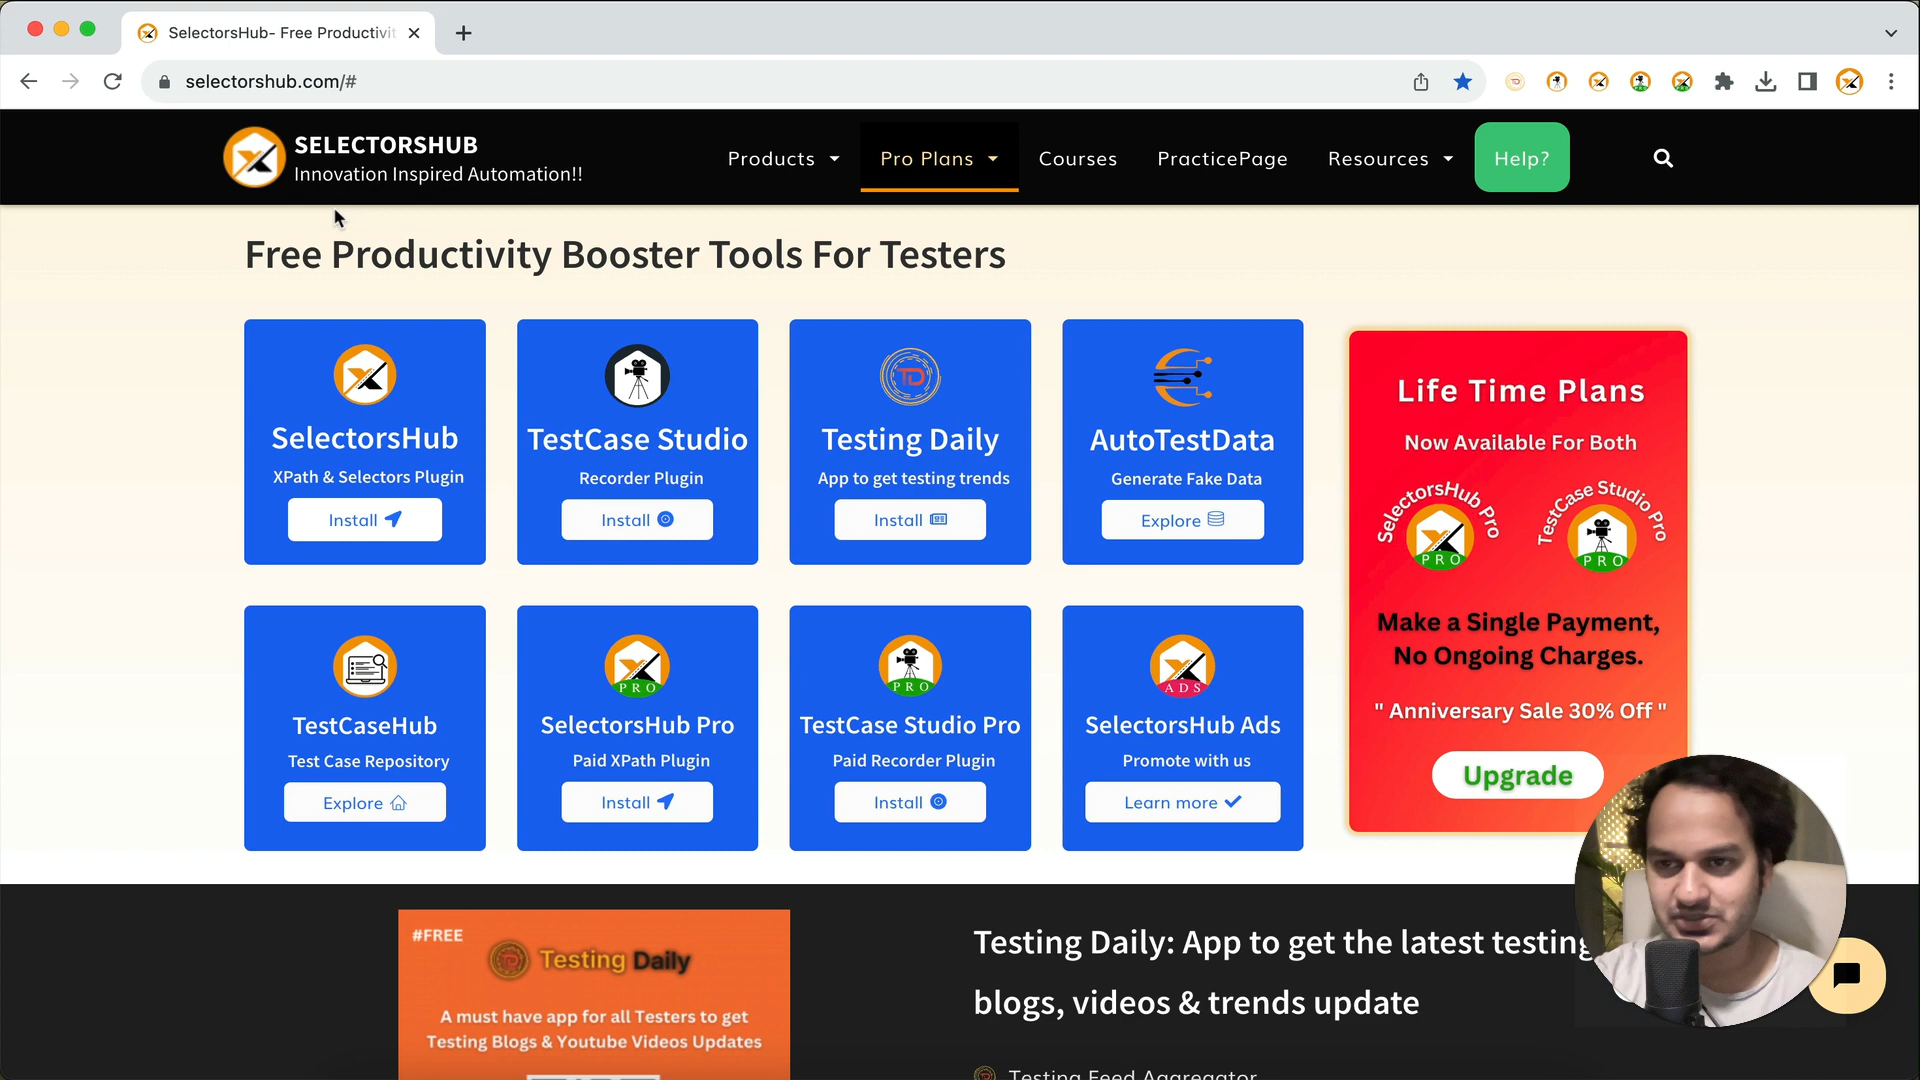 SelectorsHub- Free Productivit
selectorshub.com/#
SELECTORSHUB
Innovation Inspired Automation!!
Products
Pro Plans
Courses
PracticePage
Resources
Help?
Free Productivity Booster Tools For Testers
SelectorsHub
XPath & Selectors Plugin
Install
TestCase Studio
Recorder Plugin
Install
TD
Testing Daily
App to get testing trends
Install
AutoTestData
Generate Fake Data
Explore
TestCaseHub
Test Case Repository
Explore
PRO
SelectorsHub Pro
Paid XPath Plugin
Install
PRO
TestCase Studio Pro
Paid Recorder Plugin
Install
ADS
SelectorsHub Ads
Promote with us
Learn more
Life Time Plans
Now Available For Both
SelectorsHub Pro
PRO
TestCase Studio Pro
PRO
Make a Single Payment,
No Ongoing Charges.
" Anniversary Sale 30% Off "
Upgrade
#FREE
Testing Daily
A must have app for all Testers to get
Testing Blogs & Youtube Videos Updates
Testing Daily: App to get the latest testing
blogs, videos & trends update
Testing Feed Aggregator